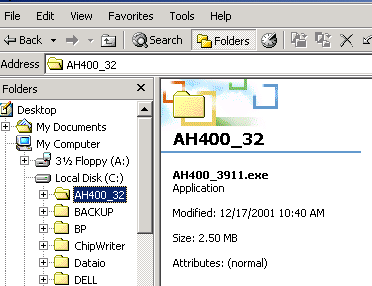 File Edit View Favorites Tools Help
Back Search Folders
Address AH400_32
Folders
Desktop
My Documents
My Computer
3½ Floppy (A:)
Local Disk (C:)
AH400_32
BACKUP
BP
ChipWriter
Dataio
DELL
AH400_32
AH400_3911.exe
Application
Modified: 12/17/2001 10:40 AM
Size: 2.50 MB
Attributes: (normal)